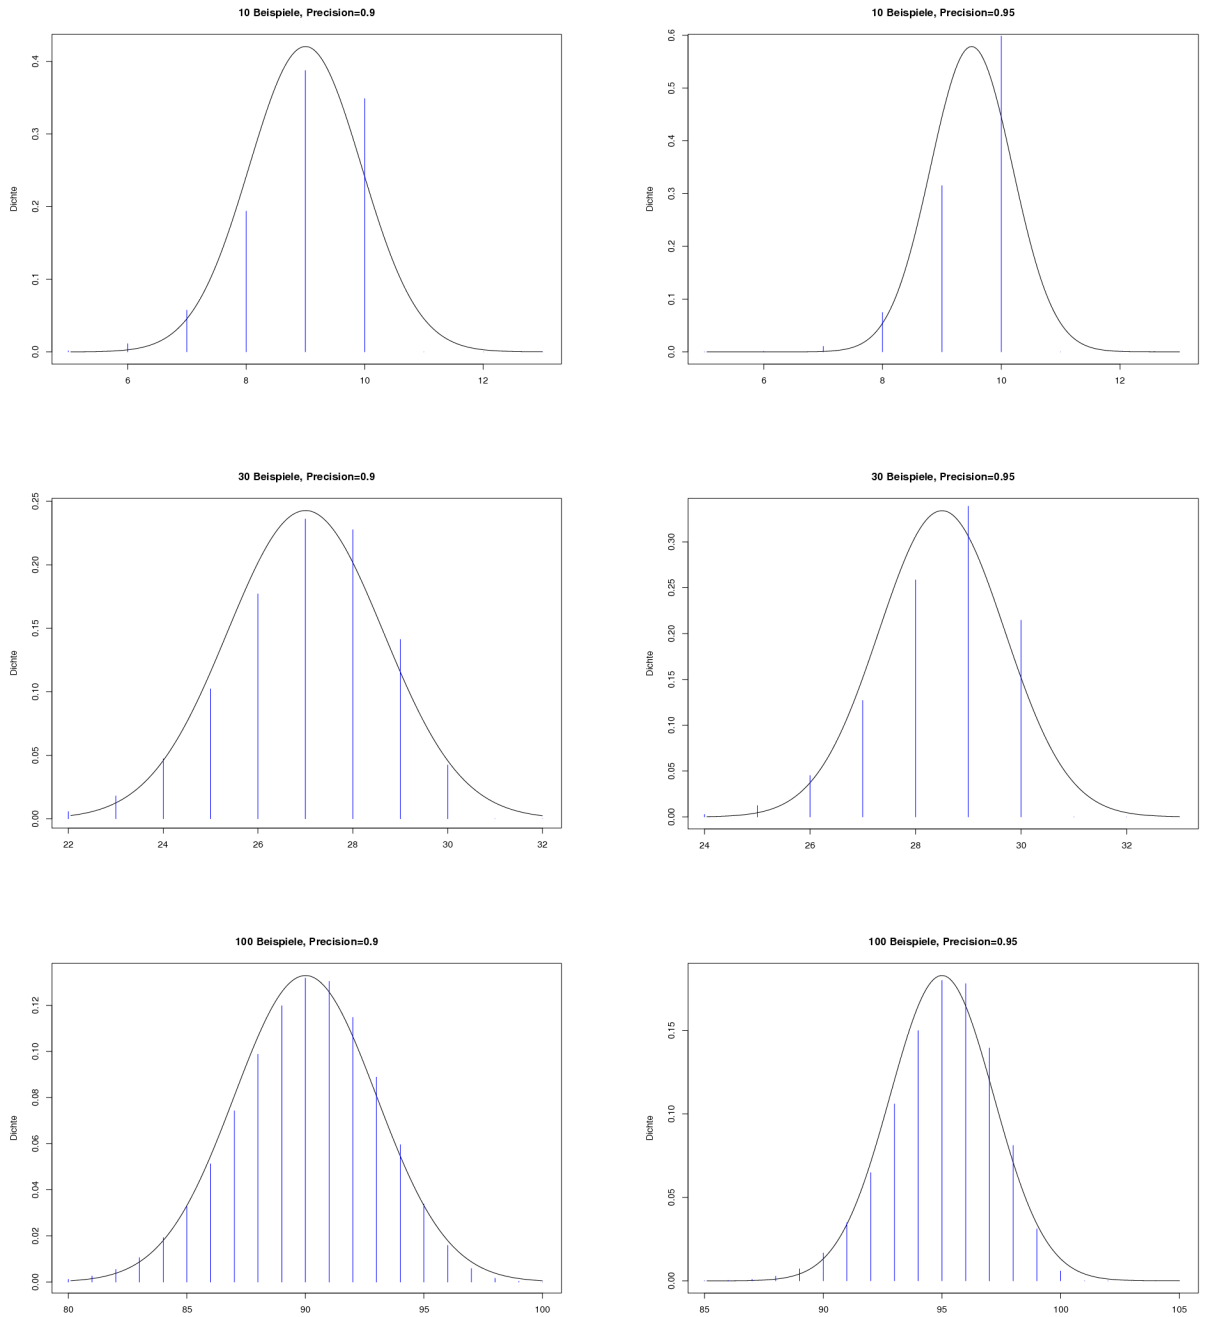 10 Beispiele, Precision=0.9
Dichte
0.0 0.1 0.2 0.3 0.4
6 8 10 12
10 Beispiele, Precision=0.95
Dichte
0.0 0.1 0.2 0.3 0.4 0.5 0.6
6 8 10 12
30 Beispiele, Precision=0.9
Dichte
0.00 0.05 0.10 0.15 0.20 0.25
22 24 26 28 30 32
30 Beispiele, Precision=0.95
Dichte
0.00 0.05 0.10 0.15 0.20 0.25 0.30
24 26 28 30 32
100 Beispiele, Precision=0.9
Dichte
0.00 0.02 0.04 0.06 0.08 0.10 0.12
80 85 90 95 100
100 Beispiele, Precision=0.95
Dichte
0.00 0.05 0.10 0.15
85 90 95 100 105